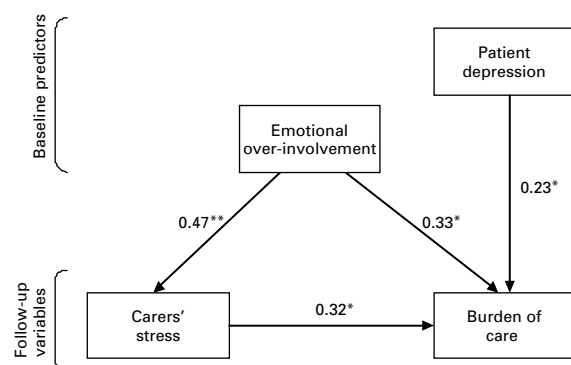 Baseline predictors
Patient
depression
Emotional
over-involvement
0.47**
0.33*
0.23*
Follow-up
variables
Carers'
stress
0.32*
Burden of
care